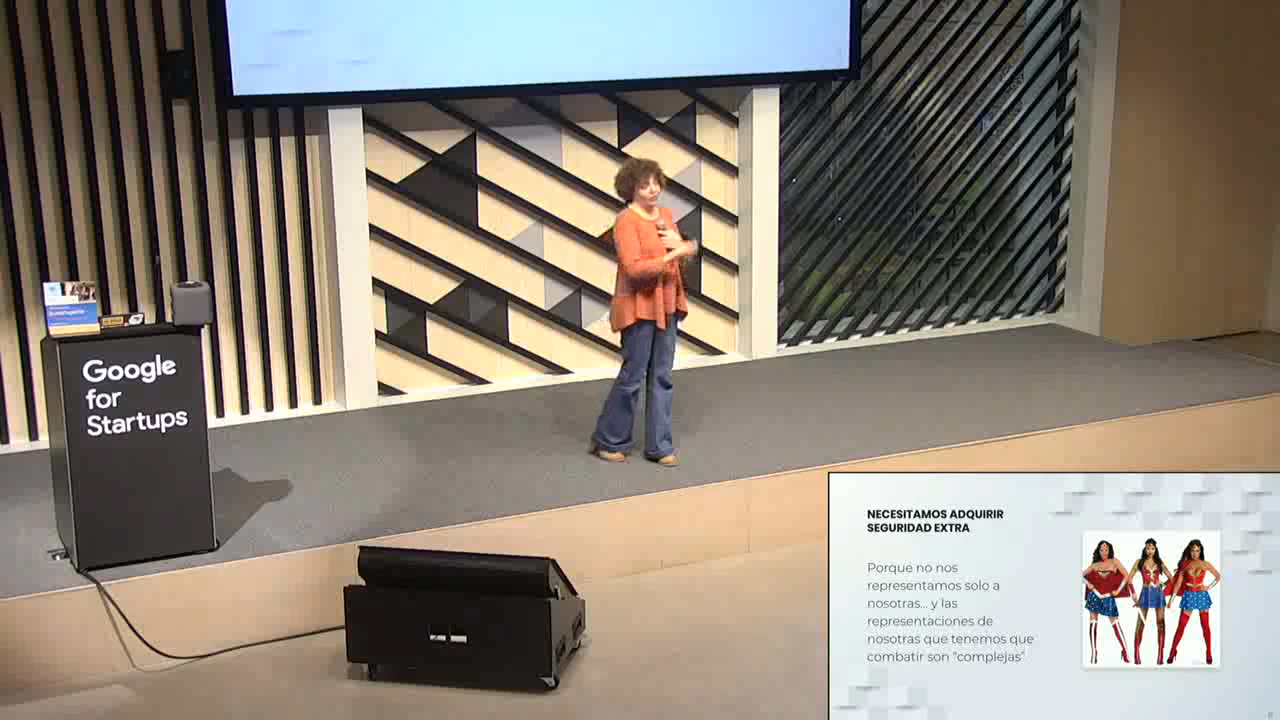 Google
for
Startups
NECESITAMOS ADQUIRIR
SEGURIDAD EXTRA
Porque no nos
representamos solo a
nosotras... y las
representaciones de
nosotras que tenemos que
combatir son "complejas"